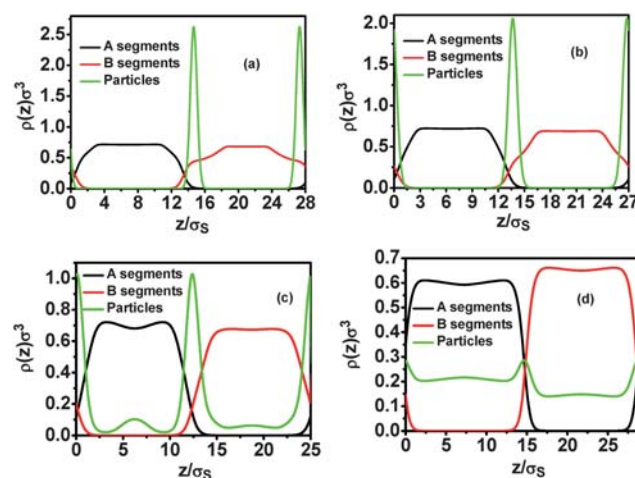 2.5
2.0
1.5
1.0
0.5
0.0
A segments
B segments
Particles
(a)
0 4 8 12 16 20 24 28
ρ(z)σ³
z/σS
2.0
1.5
1.0
0.5
0.0
A segments
B segments
Particles
(b)
0 3 6 9 12 15 18 21 24 27
ρ(z)σ³
z/σS
1.0
0.8
0.6
0.4
0.2
0.0
A segments
B segments
Particles
(c)
0 5 10 15 20 25
ρ(z)σ³
z/σS
0.7
0.6
0.5
0.4
0.3
0.2
0.1
0.0
A segments
B segments
Particles
(d)
0 5 10 15 20 25
ρ(z)σ³
z/σS